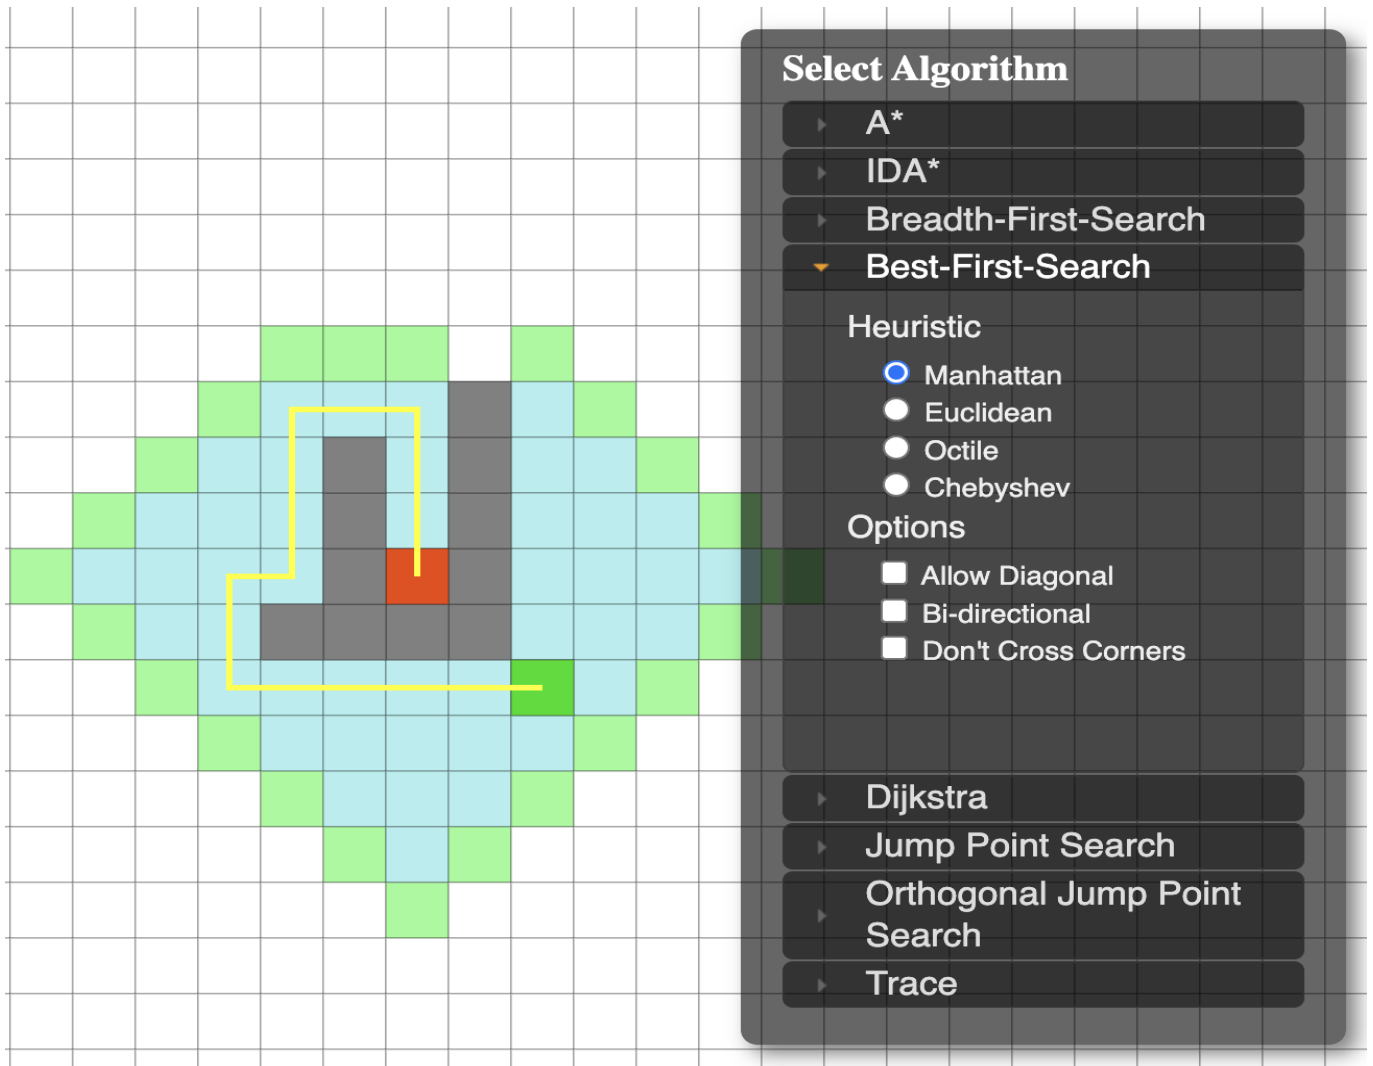 Select Algorithm
A*
IDA*
Breadth-First-Search
Best-First-Search
Heuristic
Manhattan
Euclidean
Octile
Chebyshev
Options
Allow Diagonal
Bi-directional
Don't Cross Corners
Dijkstra
Jump Point Search
Orthogonal Jump Point
Search
Trace